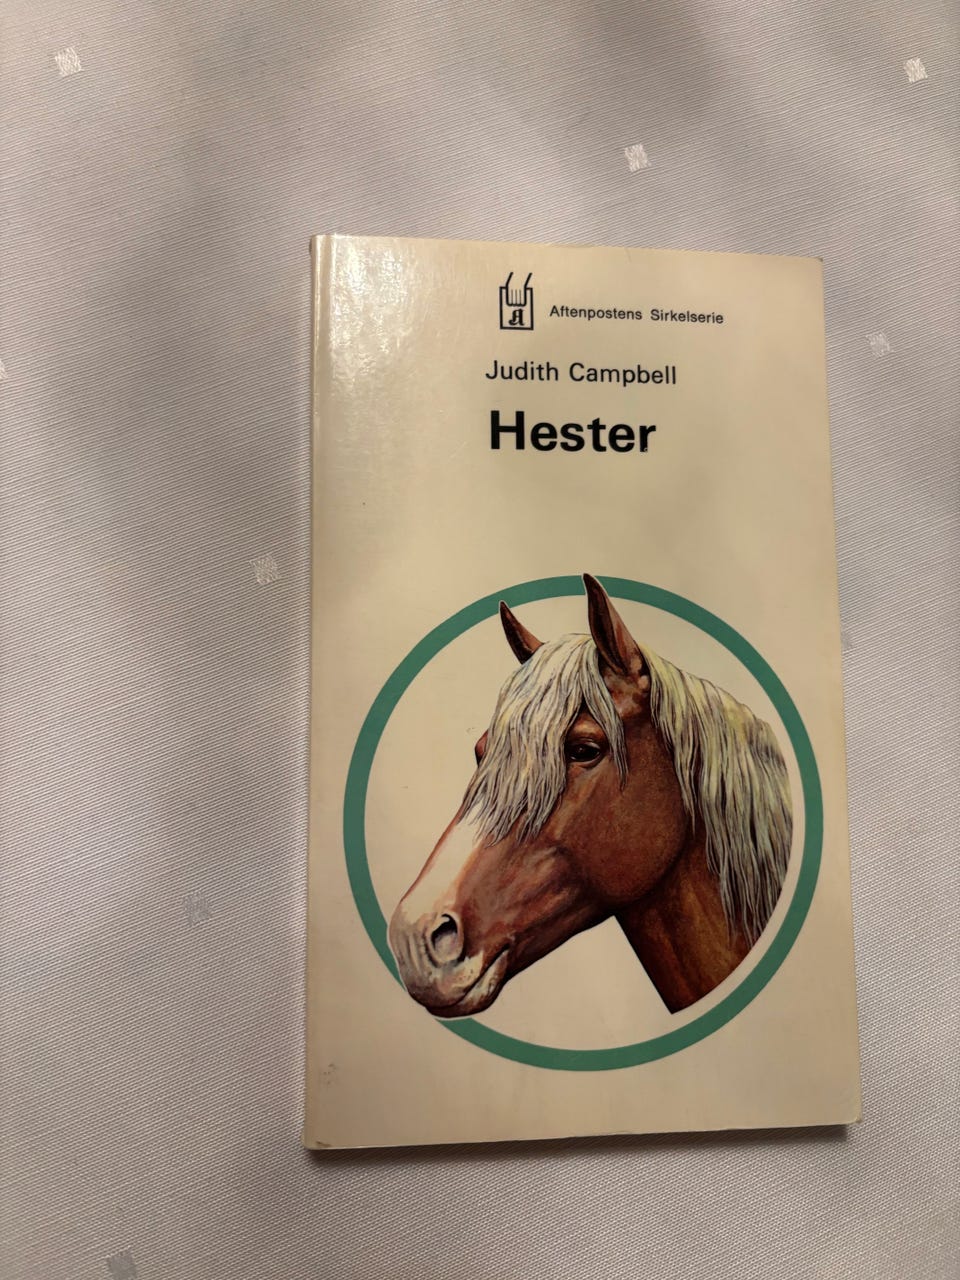 A
Aftenpostens Sirkelserie
Judith Campbell
Hester